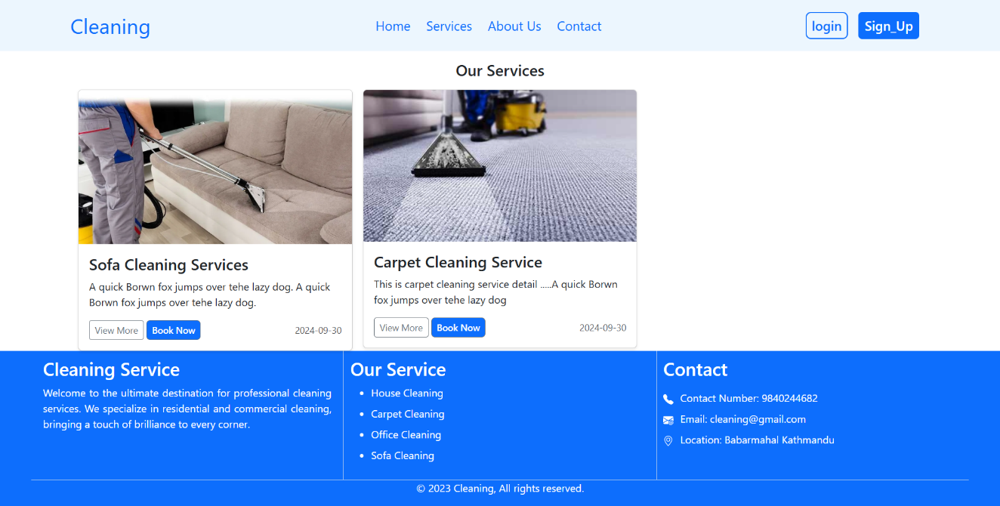 Cleaning
Home Services About Us Contact
login Sign_Up
Our Services
Sofa Cleaning Services
A quick Borwn fox jumps over tehe lazy dog. A quick
Borwn fox jumps over tehe lazy dog.
View More Book Now 2024-09-30
Carpet Cleaning Service
This is carpet cleaning service detail .....A quick Borwn
fox jumps over tehe lazy dog
View More Book Now 2024-09-30
Cleaning Service
Welcome to the ultimate destination for professional cleaning
services. We specialize in residential and commercial cleaning,
bringing a touch of brilliance to every corner.
Our Service
House Cleaning
Carpet Cleaning
Office Cleaning
Sofa Cleaning
Contact
Contact Number: 9840244682
Email: cleaning@gmail.com
Location: Babarmahal Kathmandu
© 2023 Cleaning, All rights reserved.